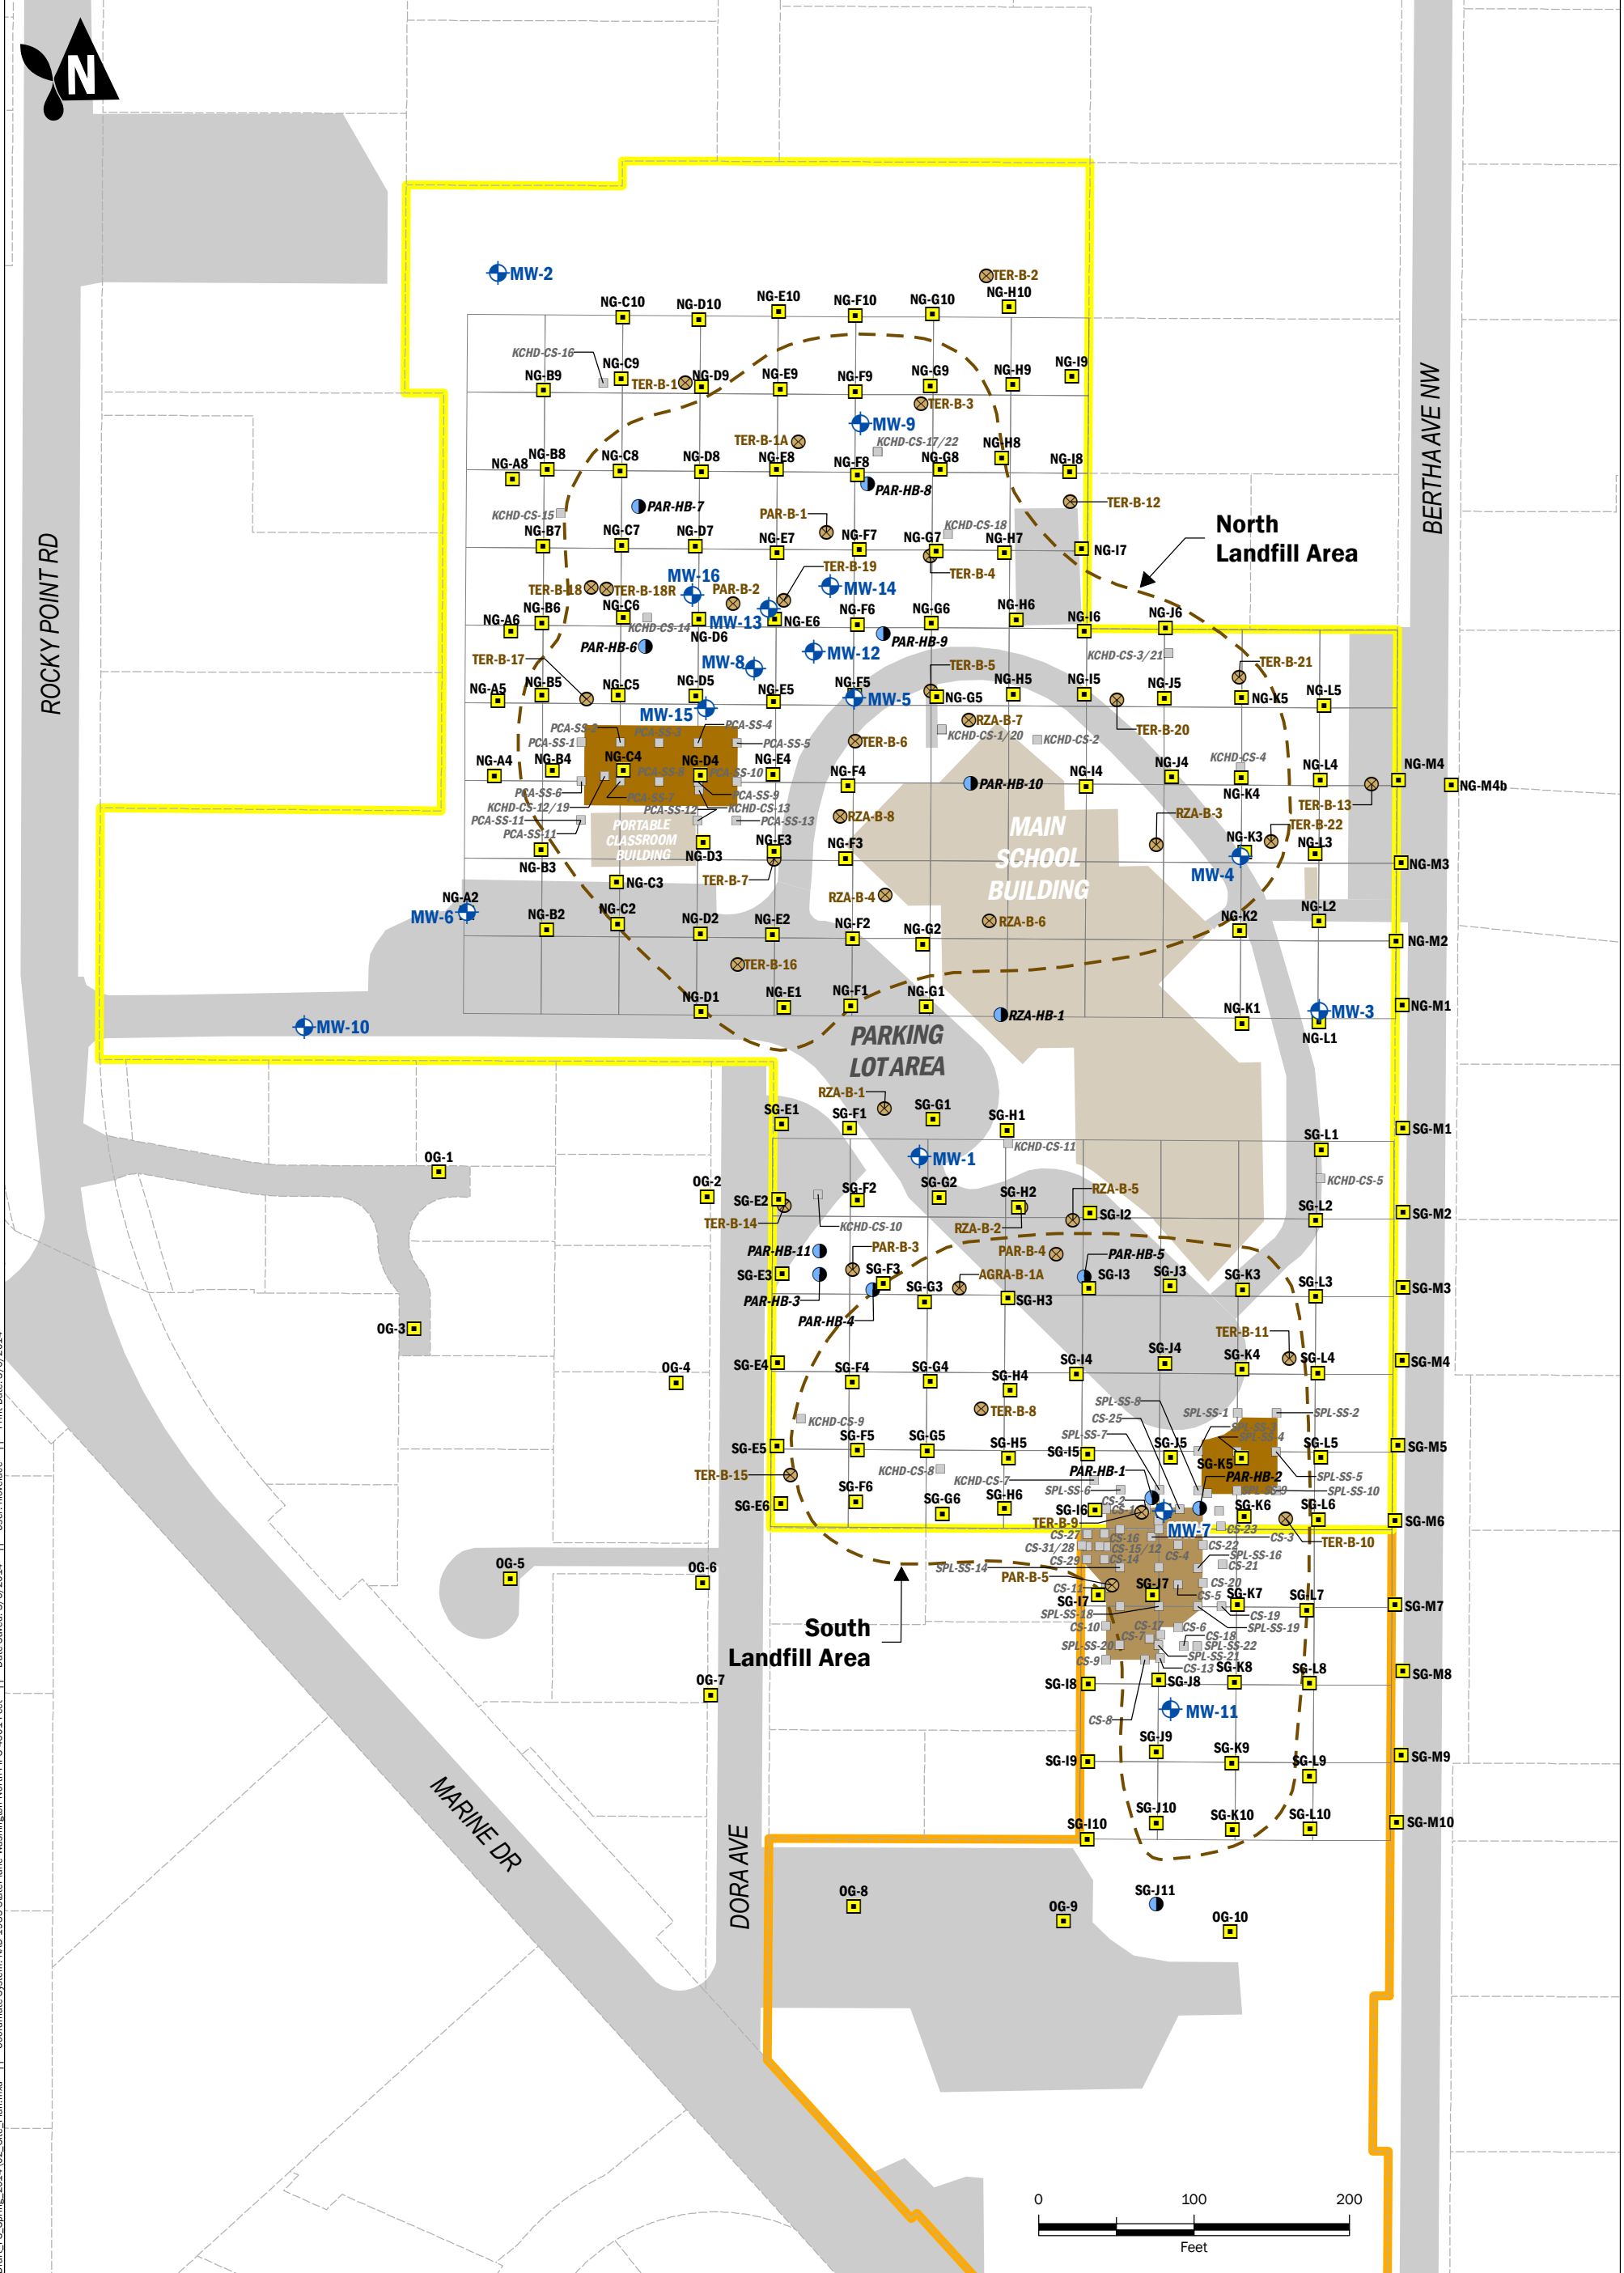 N
MW-2
TER-B-2
NG-C10
NG-D10
NG-E10
NG-F10
NG-G10
NG-H10
KCHD-CS-16
NG-C9
NG-B9
TER-B-1
NG-D9
NG-E9
NG-F9
NG-G9
NG-H9
NG-I9
TER-B-3
MW-9
TER-B-1A
KCHD-CS-17/22
NG-A8
NG-B8
NG-C8
NG-D8
NG-E8
NG-F8
NG-G8
NG-H8
NG-I8
PAR-HB-8
PAR-HB-7
PAR-B-1
TER-B-12
KCHD-CS-15
KCHD-CS-18
NG-B7
NG-C7
NG-D7
NG-E7
NG-F7
NG-G7
NG-H7
NG-I7
North
Landfill Area
BERTHA AVE NW
ROCKY POINT RD
TER-B-4
TER-B-19
MW-16
MW-14
TER-B-18
TER-B-18R
PAR-B-2
NG-A6
NG-B6
NG-C6
KCHD-CS-14
NG-D6
MW-13
NG-E6
NG-F6
NG-G6
NG-H6
NG-I6
NG-J6
PAR-HB-6
PAR-HB-9
MW-12
MW-8
KCHD-CS-3/21
TER-B-17
TER-B-5
TER-B-21
NG-A5
NG-B5
NG-C5
NG-D5
NG-E5
NG-F5
MW-5
NG-G5
NG-H5
NG-I5
NG-J5
NG-K5
NG-L5
MW-15
RZA-B-7
TER-B-20
PCA-SS-2
PCA-SS-3
PCA-SS-4
PCA-SS-1
PCA-SS-5
KCHD-CS-1/20
KCHD-CS-2
TER-B-6
KCHD-CS-4
NG-A4
NG-B4
NG-C4
PCA-SS-8
NG-D4
PCA-SS-10
NG-E4
NG-F4
PAR-HB-10
NG-I4
NG-J4
NG-K4
NG-L4
NG-M4
NG-M4b
PCA-SS-6
PCA-SS-7
PCA-SS-9
TER-B-13
KCHD-CS-12/19
PCA-SS-12
KCHD-CS-13
PCA-SS-11
PCA-SS-13
PCA-SS-11
PORTABLE
CLASSROOM
BUILDING
RZA-B-8
RZA-B-3
TER-B-22
MAIN
SCHOOL
BUILDING
NG-B3
NG-D3
NG-E3
NG-F3
NG-K3
NG-L3
NG-M3
MW-4
TER-B-7
NG-C3
RZA-B-4
NG-A2
MW-6
NG-B2
NG-C2
NG-D2
NG-E2
NG-F2
NG-G2
RZA-B-6
NG-K2
NG-L2
NG-M2
TER-B-16
NG-D1
NG-E1
NG-F1
NG-G1
RZA-HB-1
NG-K1
MW-3
NG-L1
NG-M1
MW-10
PARKING
LOT AREA
RZA-B-1
SG-E1
SG-F1
SG-G1
SG-H1
SG-L1
SG-M1
KCHD-CS-11
MW-1
OG-1
KCHD-CS-5
OG-2
SG-E2
SG-F2
SG-G2
SG-H2
RZA-B-5
SG-I2
SG-L2
SG-M2
TER-B-14
KCHD-CS-10
RZA-B-2
PAR-HB-11
PAR-B-3
PAR-B-4
PAR-HB-5
SG-E3
SG-F3
AGRA-B-1A
SG-G3
SG-H3
SG-I3
SG-J3
SG-K3
SG-L3
SG-M3
PAR-HB-3
PAR-HB-4
OG-3
TER-B-11
OG-4
SG-E4
SG-F4
SG-G4
SG-H4
SG-I4
SG-J4
SG-K4
SG-L4
SG-M4
TER-B-8
SPL-SS-8
KCHD-CS-9
CS-25
SPL-SS-1
SPL-SS-2
SPL-SS-7
SPL-SS-4
SG-E5
SG-F5
SG-G5
SG-H5
SG-I5
SG-J5
SG-K5
SG-L5
SG-M5
KCHD-CS-8
KCHD-CS-7
PAR-HB-1
PAR-HB-2
SPL-SS-5
TER-B-15
SPL-SS-6
SPL-SS-9
SPL-SS-10
SG-E6
SG-F6
SG-G6
SG-H6
SG-I6
CS-2
SG-K6
SG-L6
SG-M6
TER-B-9
MW-7
CS-23
CS-27
CS-16
CS-3
TER-B-10
CS-31/28
CS-15/12
CS-22
CS-29
CS-14
CS-4
SPL-SS-16
SPL-SS-14
CS-21
PAR-B-5
CS-20
CS-11
CS-5
OG-5
OG-6
SG-I7
SG-J7
SG-K7
SG-L7
SG-M7
SPL-SS-18
CS-19
SPL-SS-19
CS-10
CS-17
CS-6
CS-7
CS-18
South
Landfill Area
SPL-SS-20
SPL-SS-22
SPL-SS-21
CS-9
CS-13
OG-7
SG-I8
SG-J8
SG-K8
SG-L8
SG-M8
CS-8
MW-11
SG-I9
SG-J9
SG-K9
SG-L9
SG-M9
MARINE DR
DORA AVE
SG-I10
SG-J10
SG-K10
SG-L10
SG-M10
OG-8
OG-9
SG-J11
OG-10
0 100 200
Feet